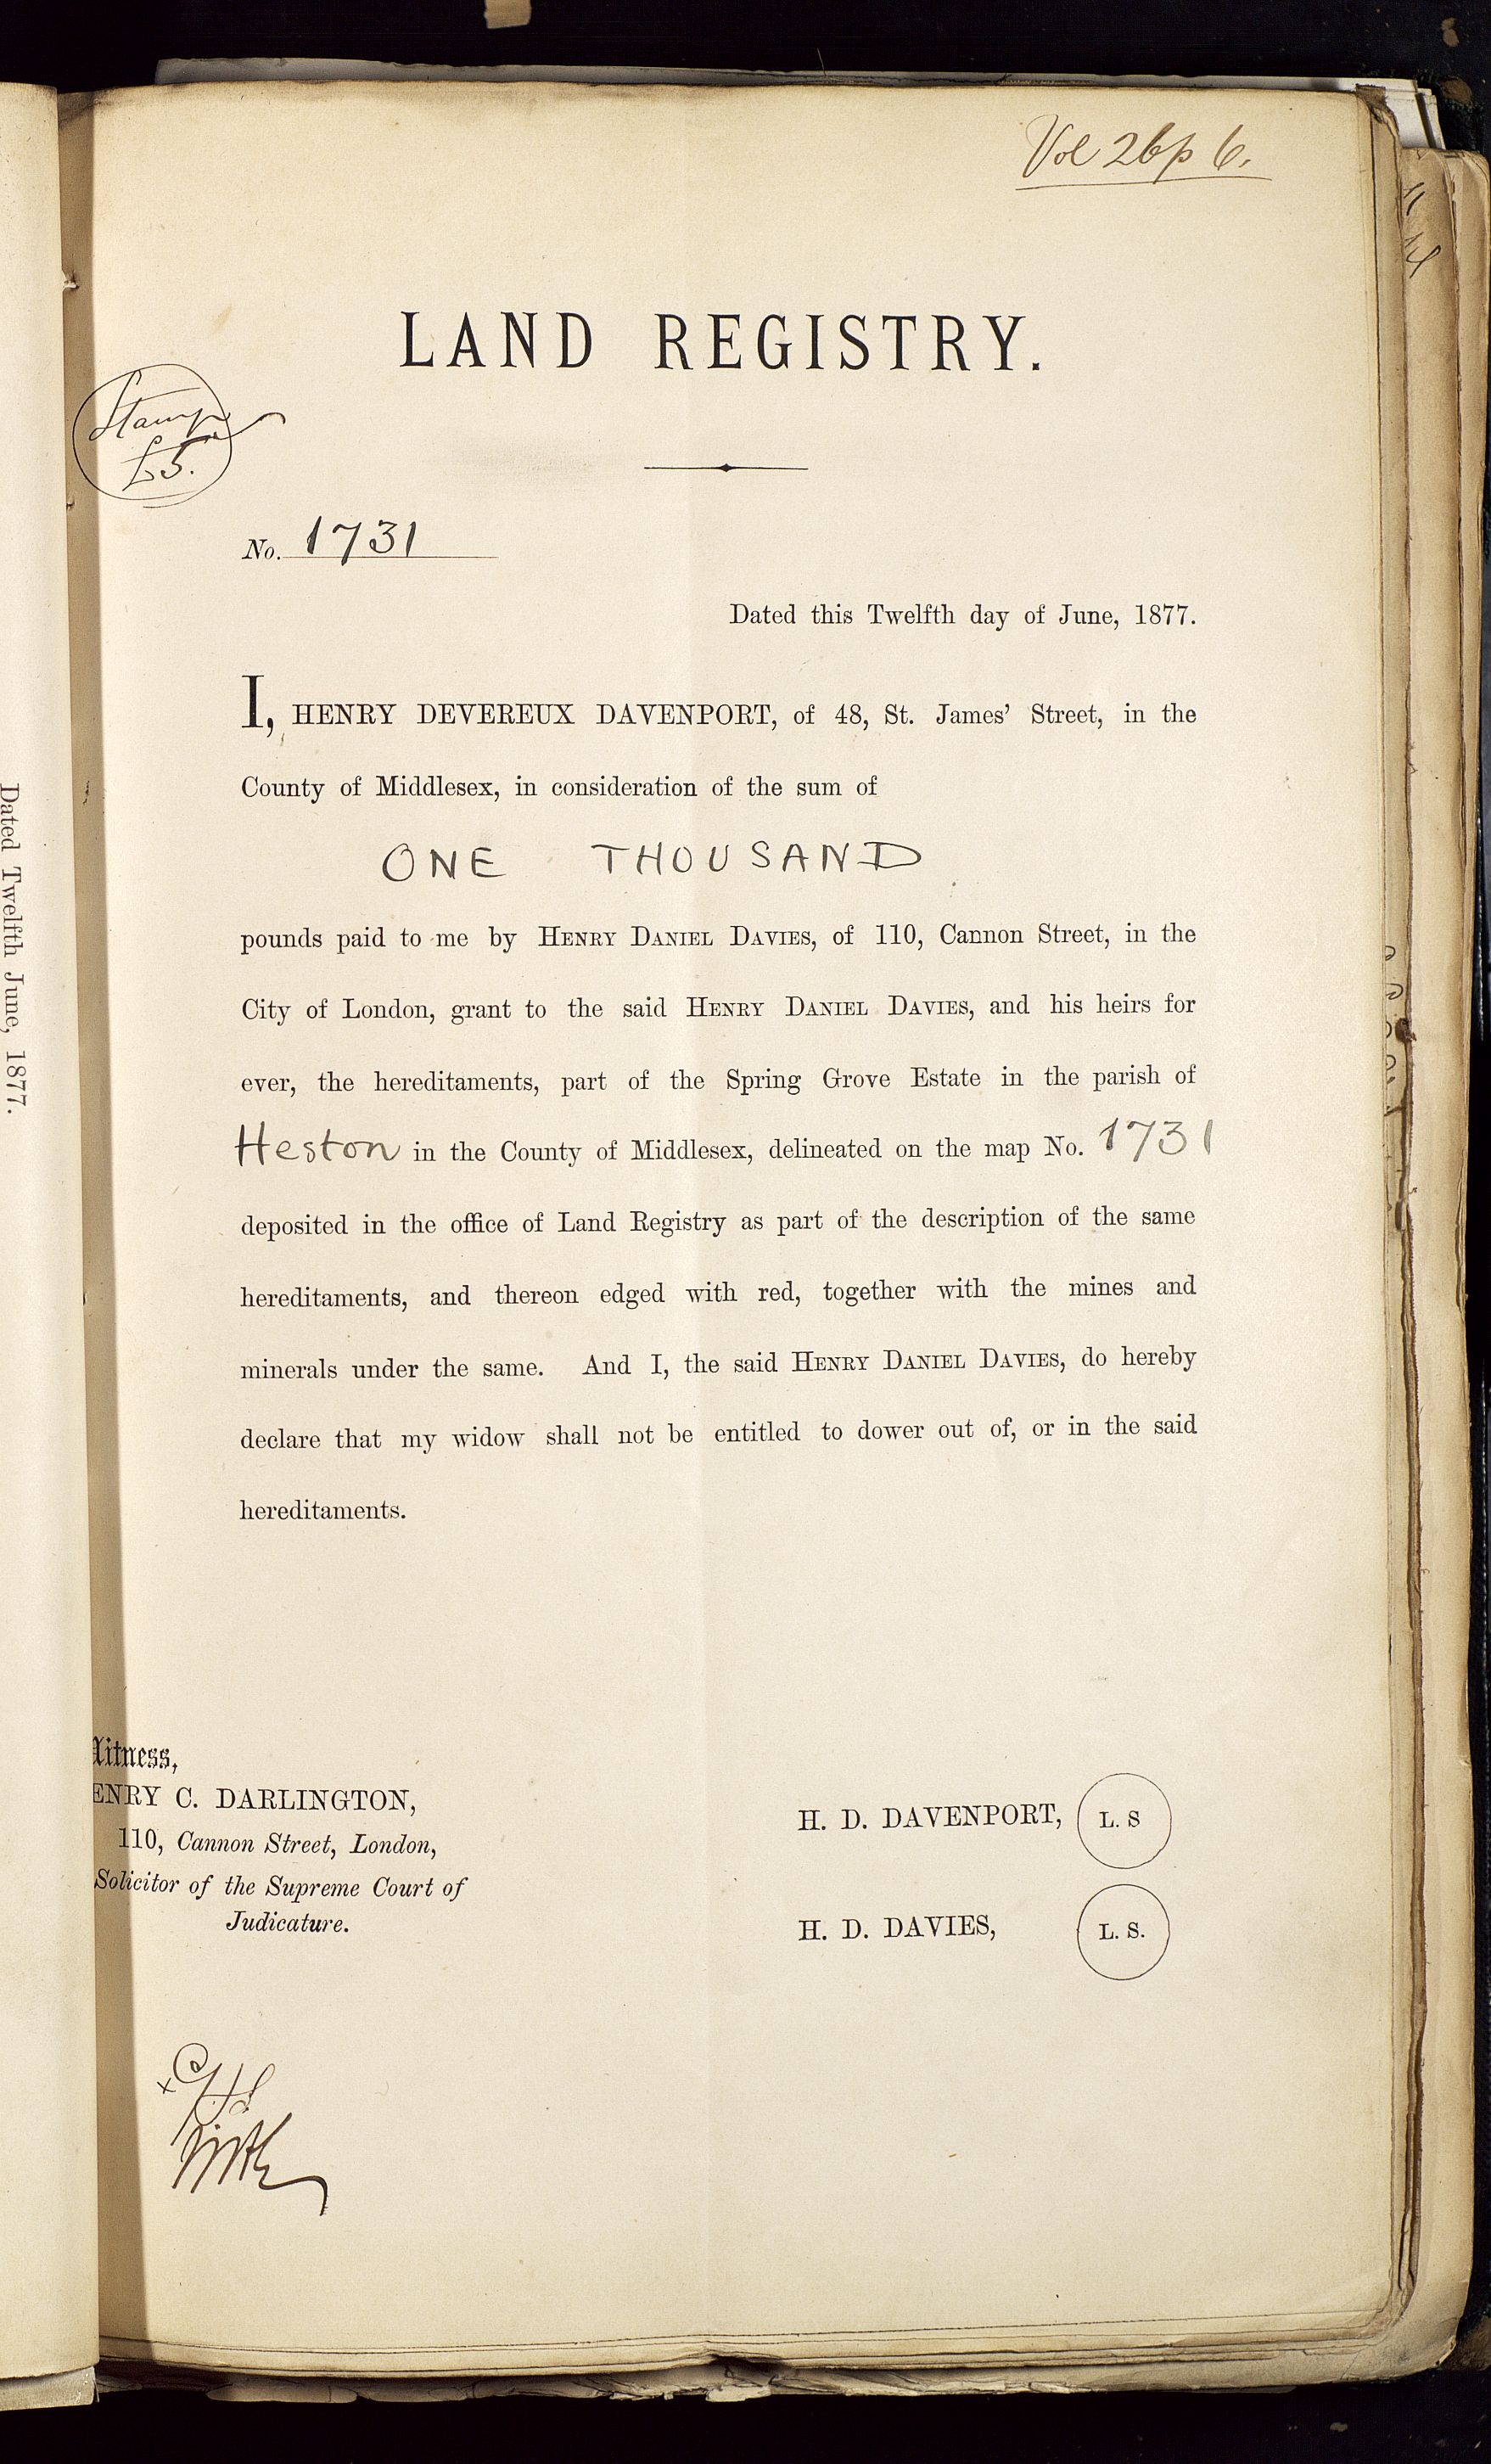 Vol 26 p 6.
LAND REGISTRY.
Stamp
£5.
No. 1731
Dated this Twelfth day of June, 1877.
I, HENRY DEVEREUX DAVENPORT, of 48, St. James' Street, in the
County of Middlesex, in consideration of the sum of
ONE THOUSAND
pounds paid to me by HENRY DANIEL DAVIES, of 110, Cannon Street, in the
City of London, grant to the said HENRY DANIEL DAVIES, and his heirs for
ever, the hereditaments, part of the Spring Grove Estate in the parish of
Heston in the County of Middlesex, delineated on the map No. 1731
deposited in the office of Land Registry as part of the description of the same
hereditaments, and thereon edged with red, together with the mines and
minerals under the same. And I, the said HENRY DANIEL DAVIES, do hereby
declare that my widow shall not be entitled to dower out of, or in the said
hereditaments.
itness,
ENRY C. DARLINGTON,
110, Cannon Street, London,
Solicitor of the Supreme Court of
Judicature.
H. D. DAVENPORT, L. S
H. D. DAVIES, L. S.
Dated Twelfth June, 1877.